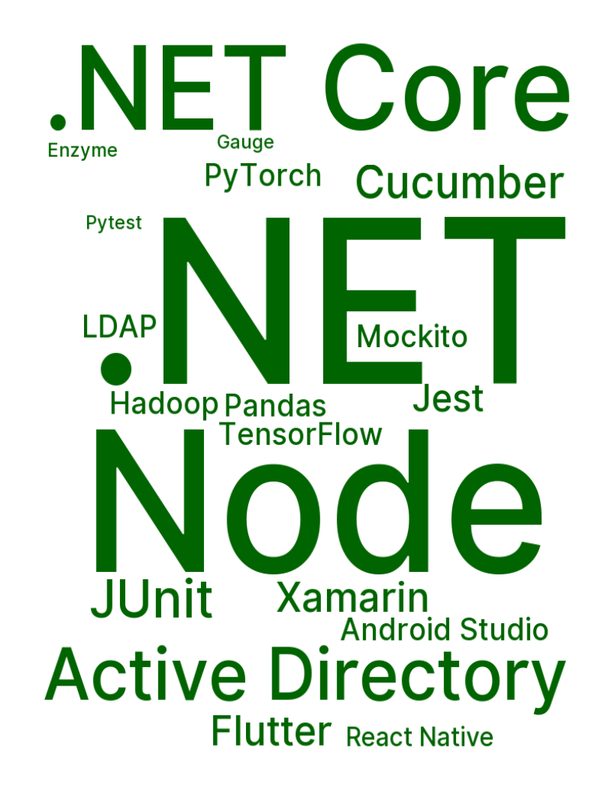 .NET Core
Enzyme
Gauge
PyTorch
Cucumber
Pytest
.NET
LDAP
Mockito
Hadoop
Pandas
Jest
TensorFlow
Node
JUnit
Xamarin
Android Studio
Active Directory
Flutter
React Native